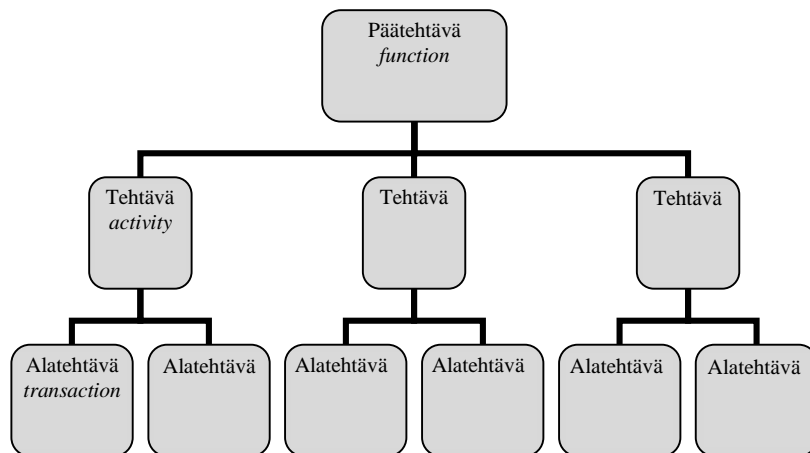 Päätehtävä
function
Tehtävä
activity
Tehtävä
Tehtävä
Alatehtävä
transaction
Alatehtävä
Alatehtävä
Alatehtävä
Alatehtävä
Alatehtävä